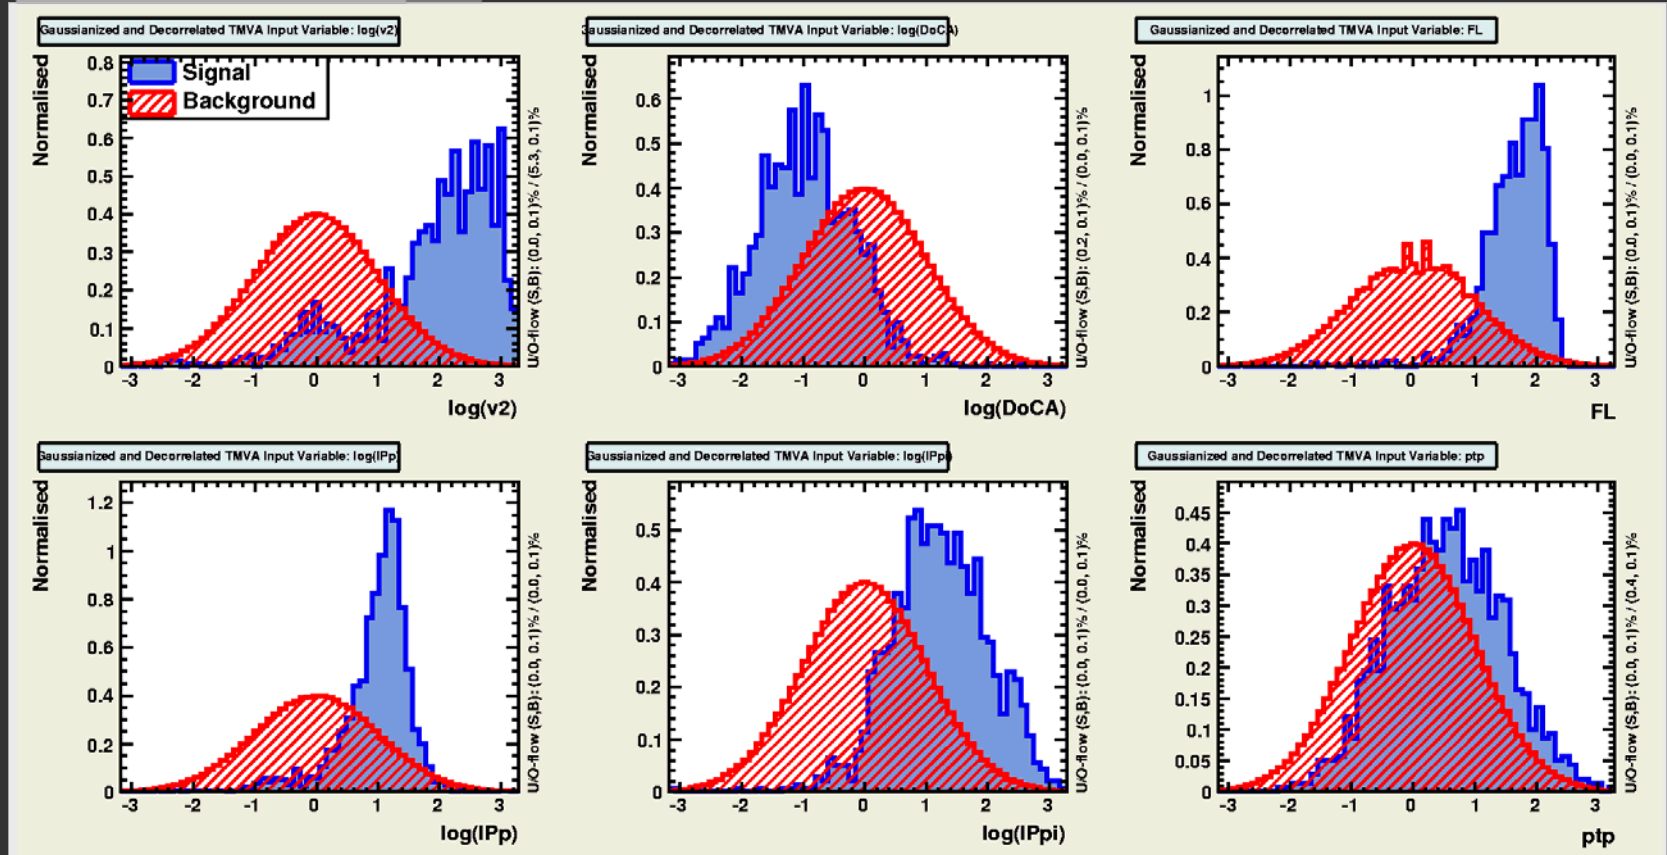 Gaussianized and Decorrelated TMVA Input Variable: log(v2)
Normalised
0.8
0.7
0.6
0.5
0.4
0.3
0.2
0.1
0
Signal
Background
-3 -2 -1 0 1 2 3
log(v2)
U/O-flow (S,B): (0.0, 0.1)% / (5.3, 0.1)%
Gaussianized and Decorrelated TMVA Input Variable: log(DoCA)
Normalised
0.6
0.5
0.4
0.3
0.2
0.1
0
-3 -2 -1 0 1 2 3
log(DoCA)
U/O-flow (S,B): (0.2, 0.1)% / (0.0, 0.1)%
Gaussianized and Decorrelated TMVA Input Variable: FL
Normalised
1
0.8
0.6
0.4
0.2
0
-3 -2 -1 0 1 2 3
FL
U/O-flow (S,B): (0.0, 0.1)% / (0.0, 0.1)%
Gaussianized and Decorrelated TMVA Input Variable: log(IPp)
Normalised
1.2
1
0.8
0.6
0.4
0.2
0
-3 -2 -1 0 1 2 3
log(IPp)
U/O-flow (S,B): (0.0, 0.1)% / (0.0, 0.1)%
Gaussianized and Decorrelated TMVA Input Variable: log(IPpi)
Normalised
0.5
0.4
0.3
0.2
0.1
0
-3 -2 -1 0 1 2 3
log(IPpi)
U/O-flow (S,B): (0.0, 0.1)% / (0.0, 0.1)%
Gaussianized and Decorrelated TMVA Input Variable: ptp
Normalised
0.45
0.4
0.35
0.3
0.25
0.2
0.15
0.1
0.05
0
-3 -2 -1 0 1 2 3
ptp
U/O-flow (S,B): (0.0, 0.1)% / (0.4, 0.1)%